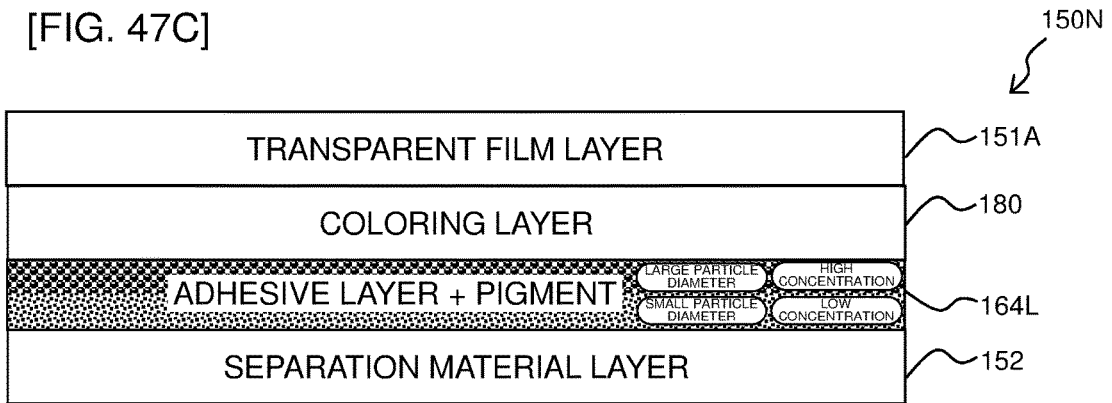 [FIG. 47C]
150N
TRANSPARENT FILM LAYER
151A
COLORING LAYER
180
ADHESIVE LAYER + PIGMENT
LARGE PARTICLE
DIAMETER
HIGH
CONCENTRATION
SMALL PARTICLE
DIAMETER
LOW
CONCENTRATION
164L
SEPARATION MATERIAL LAYER
152